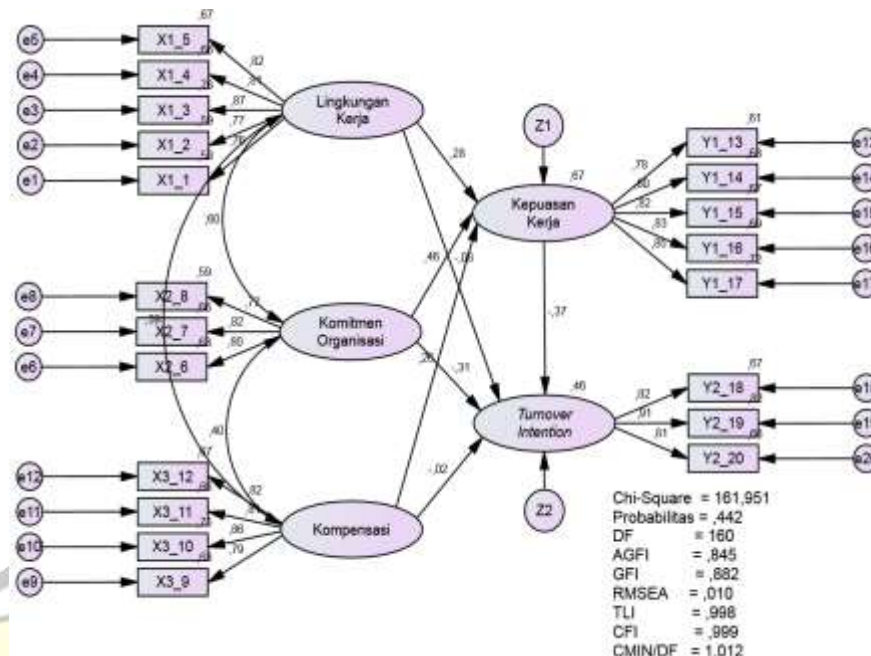 ,67
e5
X1_5
,82
e4
X1_4
e3
X1_3
,87
e2
X1_2
,77
e1
X1_1
Lingkungan
Kerja
,60
,28
-,03
Z1
,67
Kepuasan
Kerja
,61
,78
Y1_13
Y1_14
,82
Y1_15
,83
Y1_16
Y1_17
,59
e8
X2_8
e7
X2_7
,82
e6
X2_6
,80
Komitmen
Organisasi
,46
-,31
-,37
,40
,46
Turnover
Intention
,67
,82
Y2_18
,91
Y2_19
,81
Y2_20
Z2
e12
X3_12
,82
e11
X3_11
e10
X3_10
,86
e9
X3_9
,79
Kompensasi
-,02
Chi-Square = 161,951
Probabilitas = ,442
DF = 160
AGFI = ,845
GFI = ,882
RMSEA = ,010
TLI = ,998
CFI = ,999
CMIN/DF = 1,012